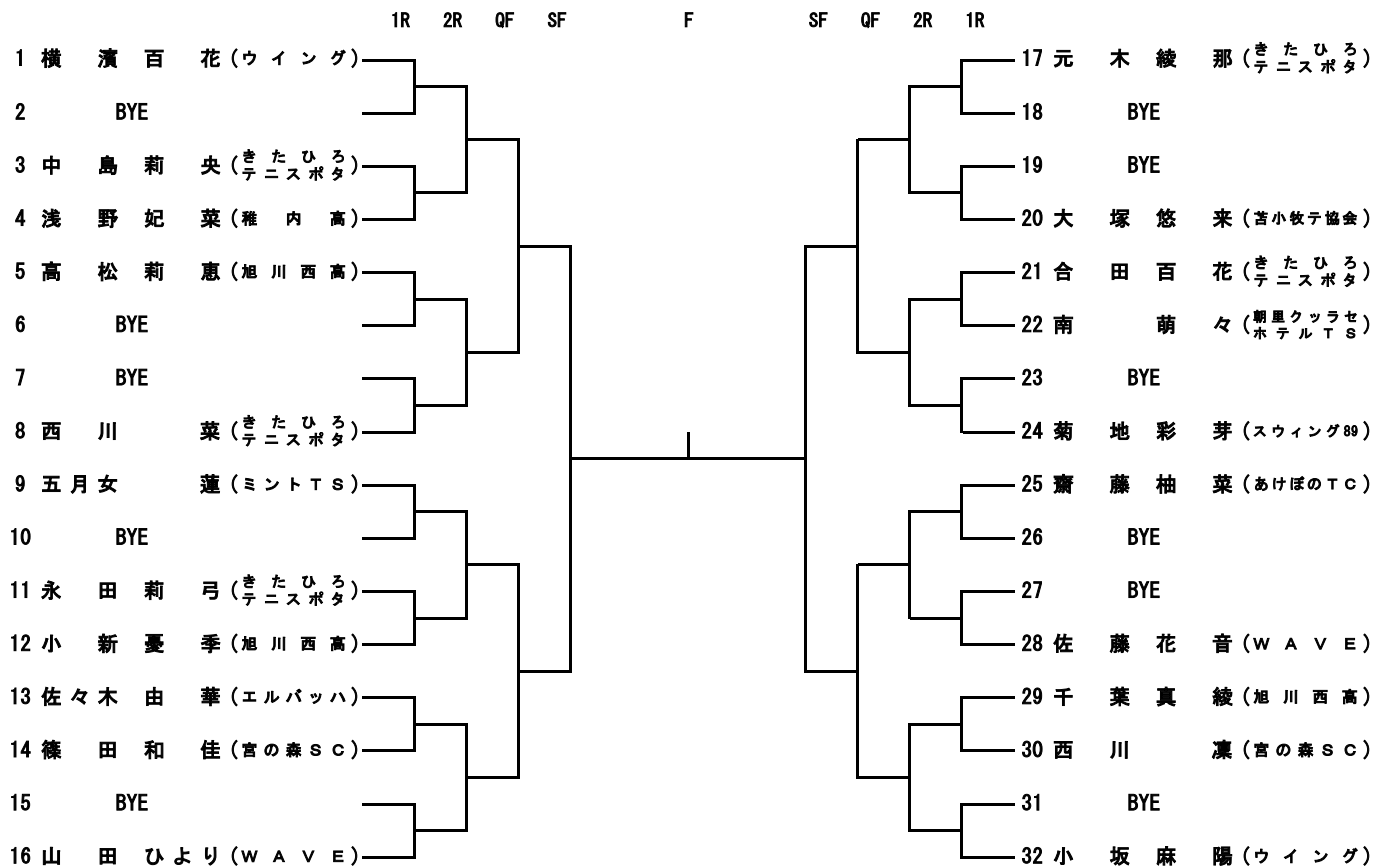 1R 2R QF SF F SF QF 2R 1R
1 横濱百花 (ウイング)
2 BYE
3 中島莉央 (きたひろテニスポタ)
4 浅野妃菜 (稚内高)
5 高松莉恵 (旭川西高)
6 BYE
7 BYE
8 西川菜 (きたひろテニスポタ)
9 五月女蓮 (ミントTS)
10 BYE
11 永田莉弓 (きたひろテニスポタ)
12 小新憂季 (旭川西高)
13 佐々木由華 (エルパッハ)
14 篠田和佳 (宮の森SC)
15 BYE
16 山田ひより (WAVE)
17 元木綾那 (きたひろテニスポタ)
18 BYE
19 BYE
20 大塚悠来 (苫小牧テ協会)
21 合田百花 (きたひろテニスポタ)
22 南萌々 (朝里クッラセホテルTS)
23 BYE
24 菊地彩芽 (スウィング89)
25 齋藤柚菜 (あけぼのTC)
26 BYE
27 BYE
28 佐藤花音 (WAVE)
29 千葉真綾 (旭川西高)
30 西川凜 (宮の森SC)
31 BYE
32 小坂麻陽 (ウイング)